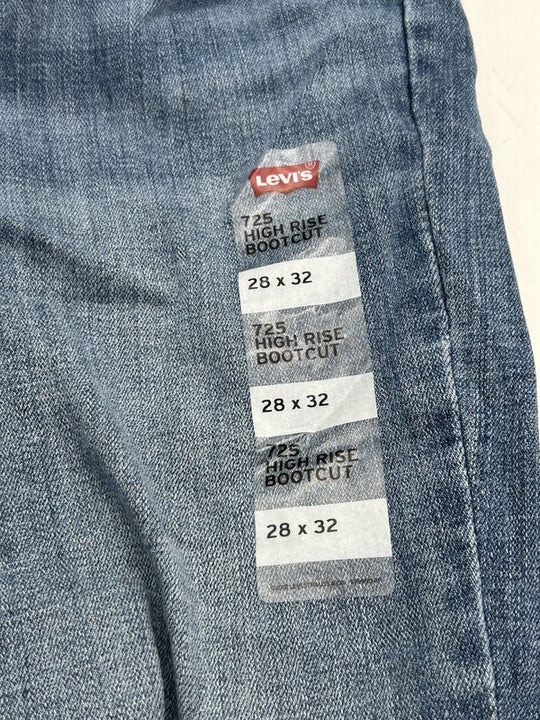 Levi's®
725
HIGH RISE
BOOTCUT
28 x 32
725
HIGH RISE
BOOTCUT
28 x 32
725
HIGH RISE
BOOTCUT
28 x 32